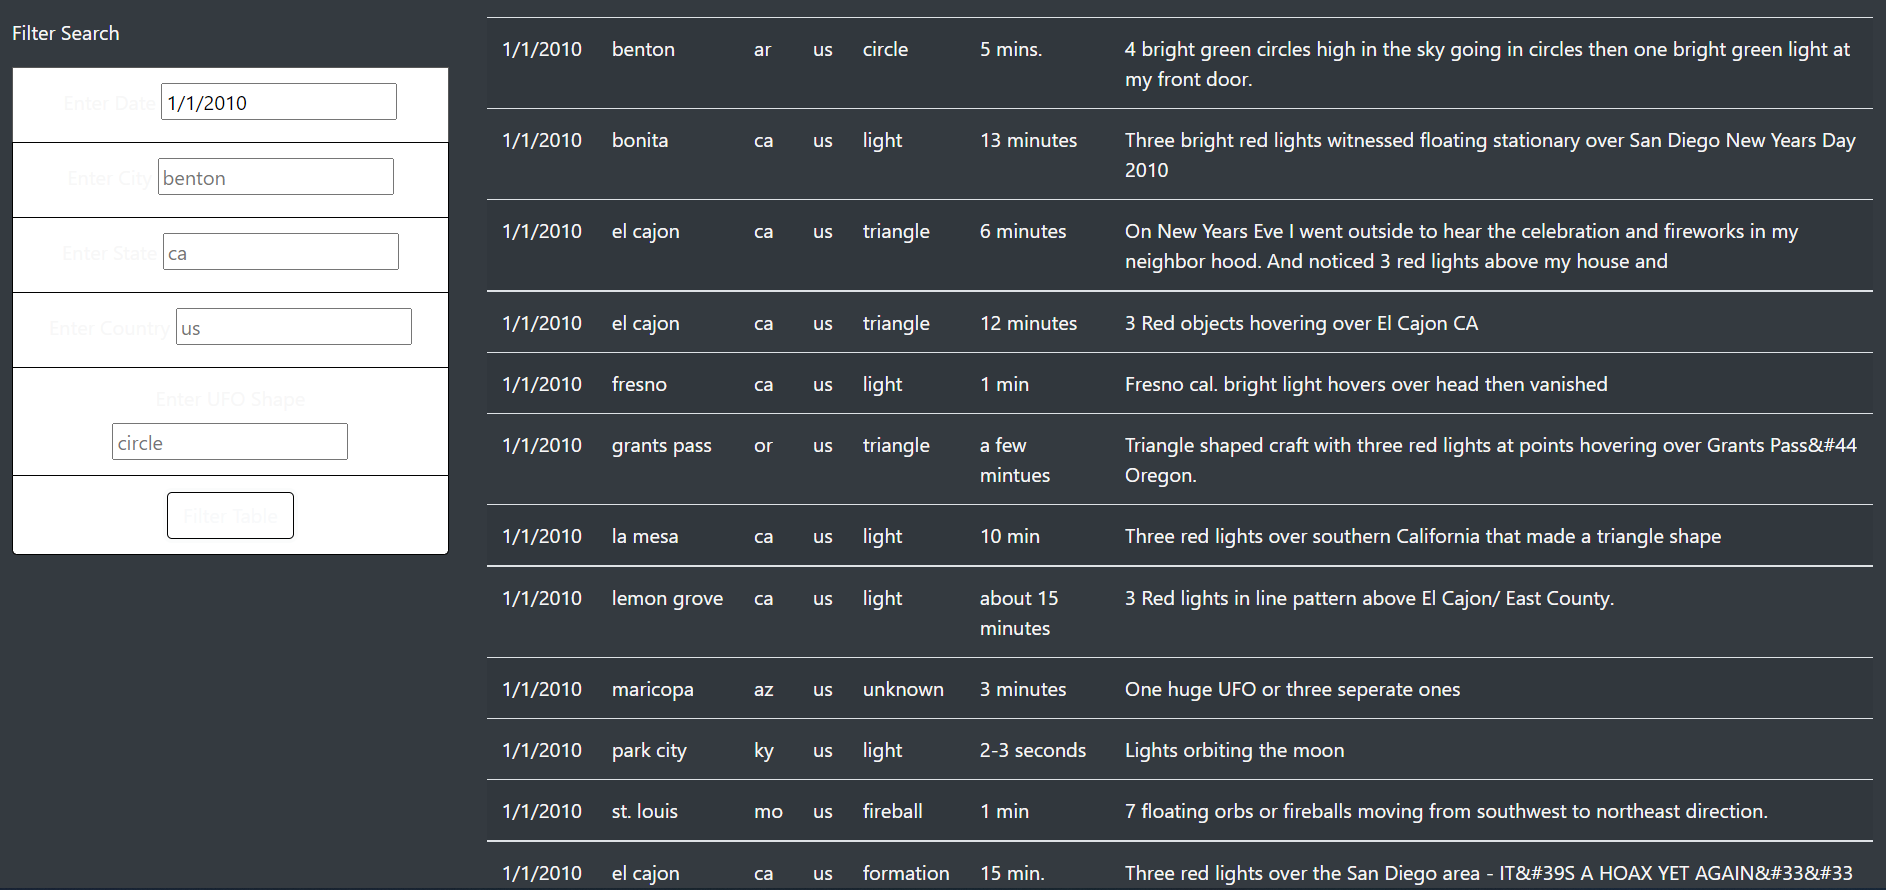 Filter Search
Enter Date 1/1/2010
Enter City benton
Enter State ca
Enter Country us
Enter UFO Shape
circle
Filter Table
1/1/2010 benton ar us circle 5 mins. 4 bright green circles high in the sky going in circles then one bright green light at
my front door.
1/1/2010 bonita ca us light 13 minutes Three bright red lights witnessed floating stationary over San Diego New Years Day
2010
1/1/2010 el cajon ca us triangle 6 minutes On New Years Eve I went outside to hear the celebration and fireworks in my
neighbor hood. And noticed 3 red lights above my house and
1/1/2010 el cajon ca us triangle 12 minutes 3 Red objects hovering over El Cajon CA
1/1/2010 fresno ca us light 1 min Fresno cal. bright light hovers over head then vanished
1/1/2010 grants pass or us triangle a few Triangle shaped craft with three red lights at points hovering over Grants Pass&#44
mintues Oregon.
1/1/2010 la mesa ca us light 10 min Three red lights over southern California that made a triangle shape
1/1/2010 lemon grove ca us light about 15 3 Red lights in line pattern above El Cajon/ East County.
minutes
1/1/2010 maricopa az us unknown 3 minutes One huge UFO or three seperate ones
1/1/2010 park city ky us light 2-3 seconds Lights orbiting the moon
1/1/2010 st. louis mo us fireball 1 min 7 floating orbs or fireballs moving from southwest to northeast direction.
1/1/2010 el cajon ca us formation 15 min. Three red lights over the San Diego area - IT&#39S A HOAX YET AGAIN&#33&#33